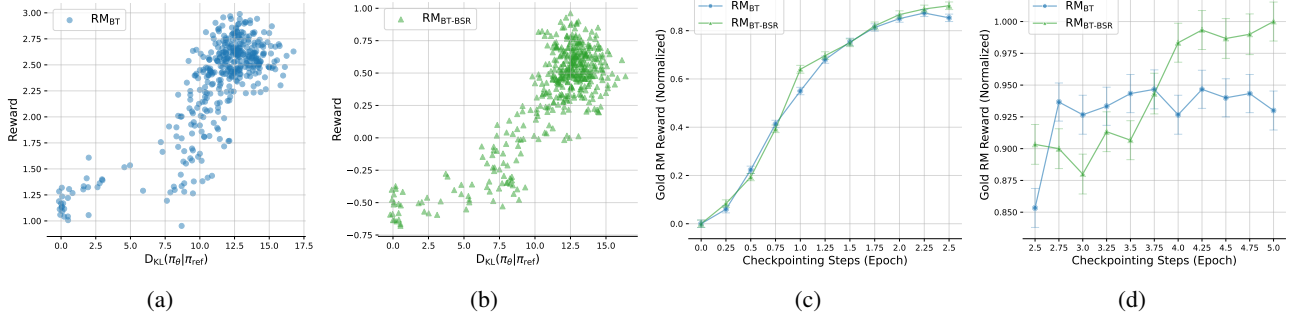 RM_BT
Reward
3.00
2.75
2.50
2.25
2.00
1.75
1.50
1.25
1.00
0.0 2.5 5.0 7.5 10.0 12.5 15.0 17.5
D_KL(π_θ|π_ref)
(a)
RM_BT-BSR
Reward
1.00
0.75
0.50
0.25
0.00
−0.25
−0.50
−0.75
0.0 2.5 5.0 7.5 10.0 12.5 15.0
D_KL(π_θ|π_ref)
(b)
RM_BT
RM_BT-BSR
Gold RM Reward (Normalized)
0.8
0.6
0.4
0.2
0.0
0.0 0.25 0.5 0.75 1.0 1.25 1.5 1.75 2.0 2.25 2.5
Checkpointing Steps (Epoch)
(c)
RM_BT
RM_BT-BSR
Gold RM Reward (Normalized)
1.000
0.975
0.950
0.925
0.900
0.875
0.850
2.5 2.75 3.0 3.25 3.5 3.75 4.0 4.25 4.5 4.75 5.0
Checkpointing Steps (Epoch)
(d)